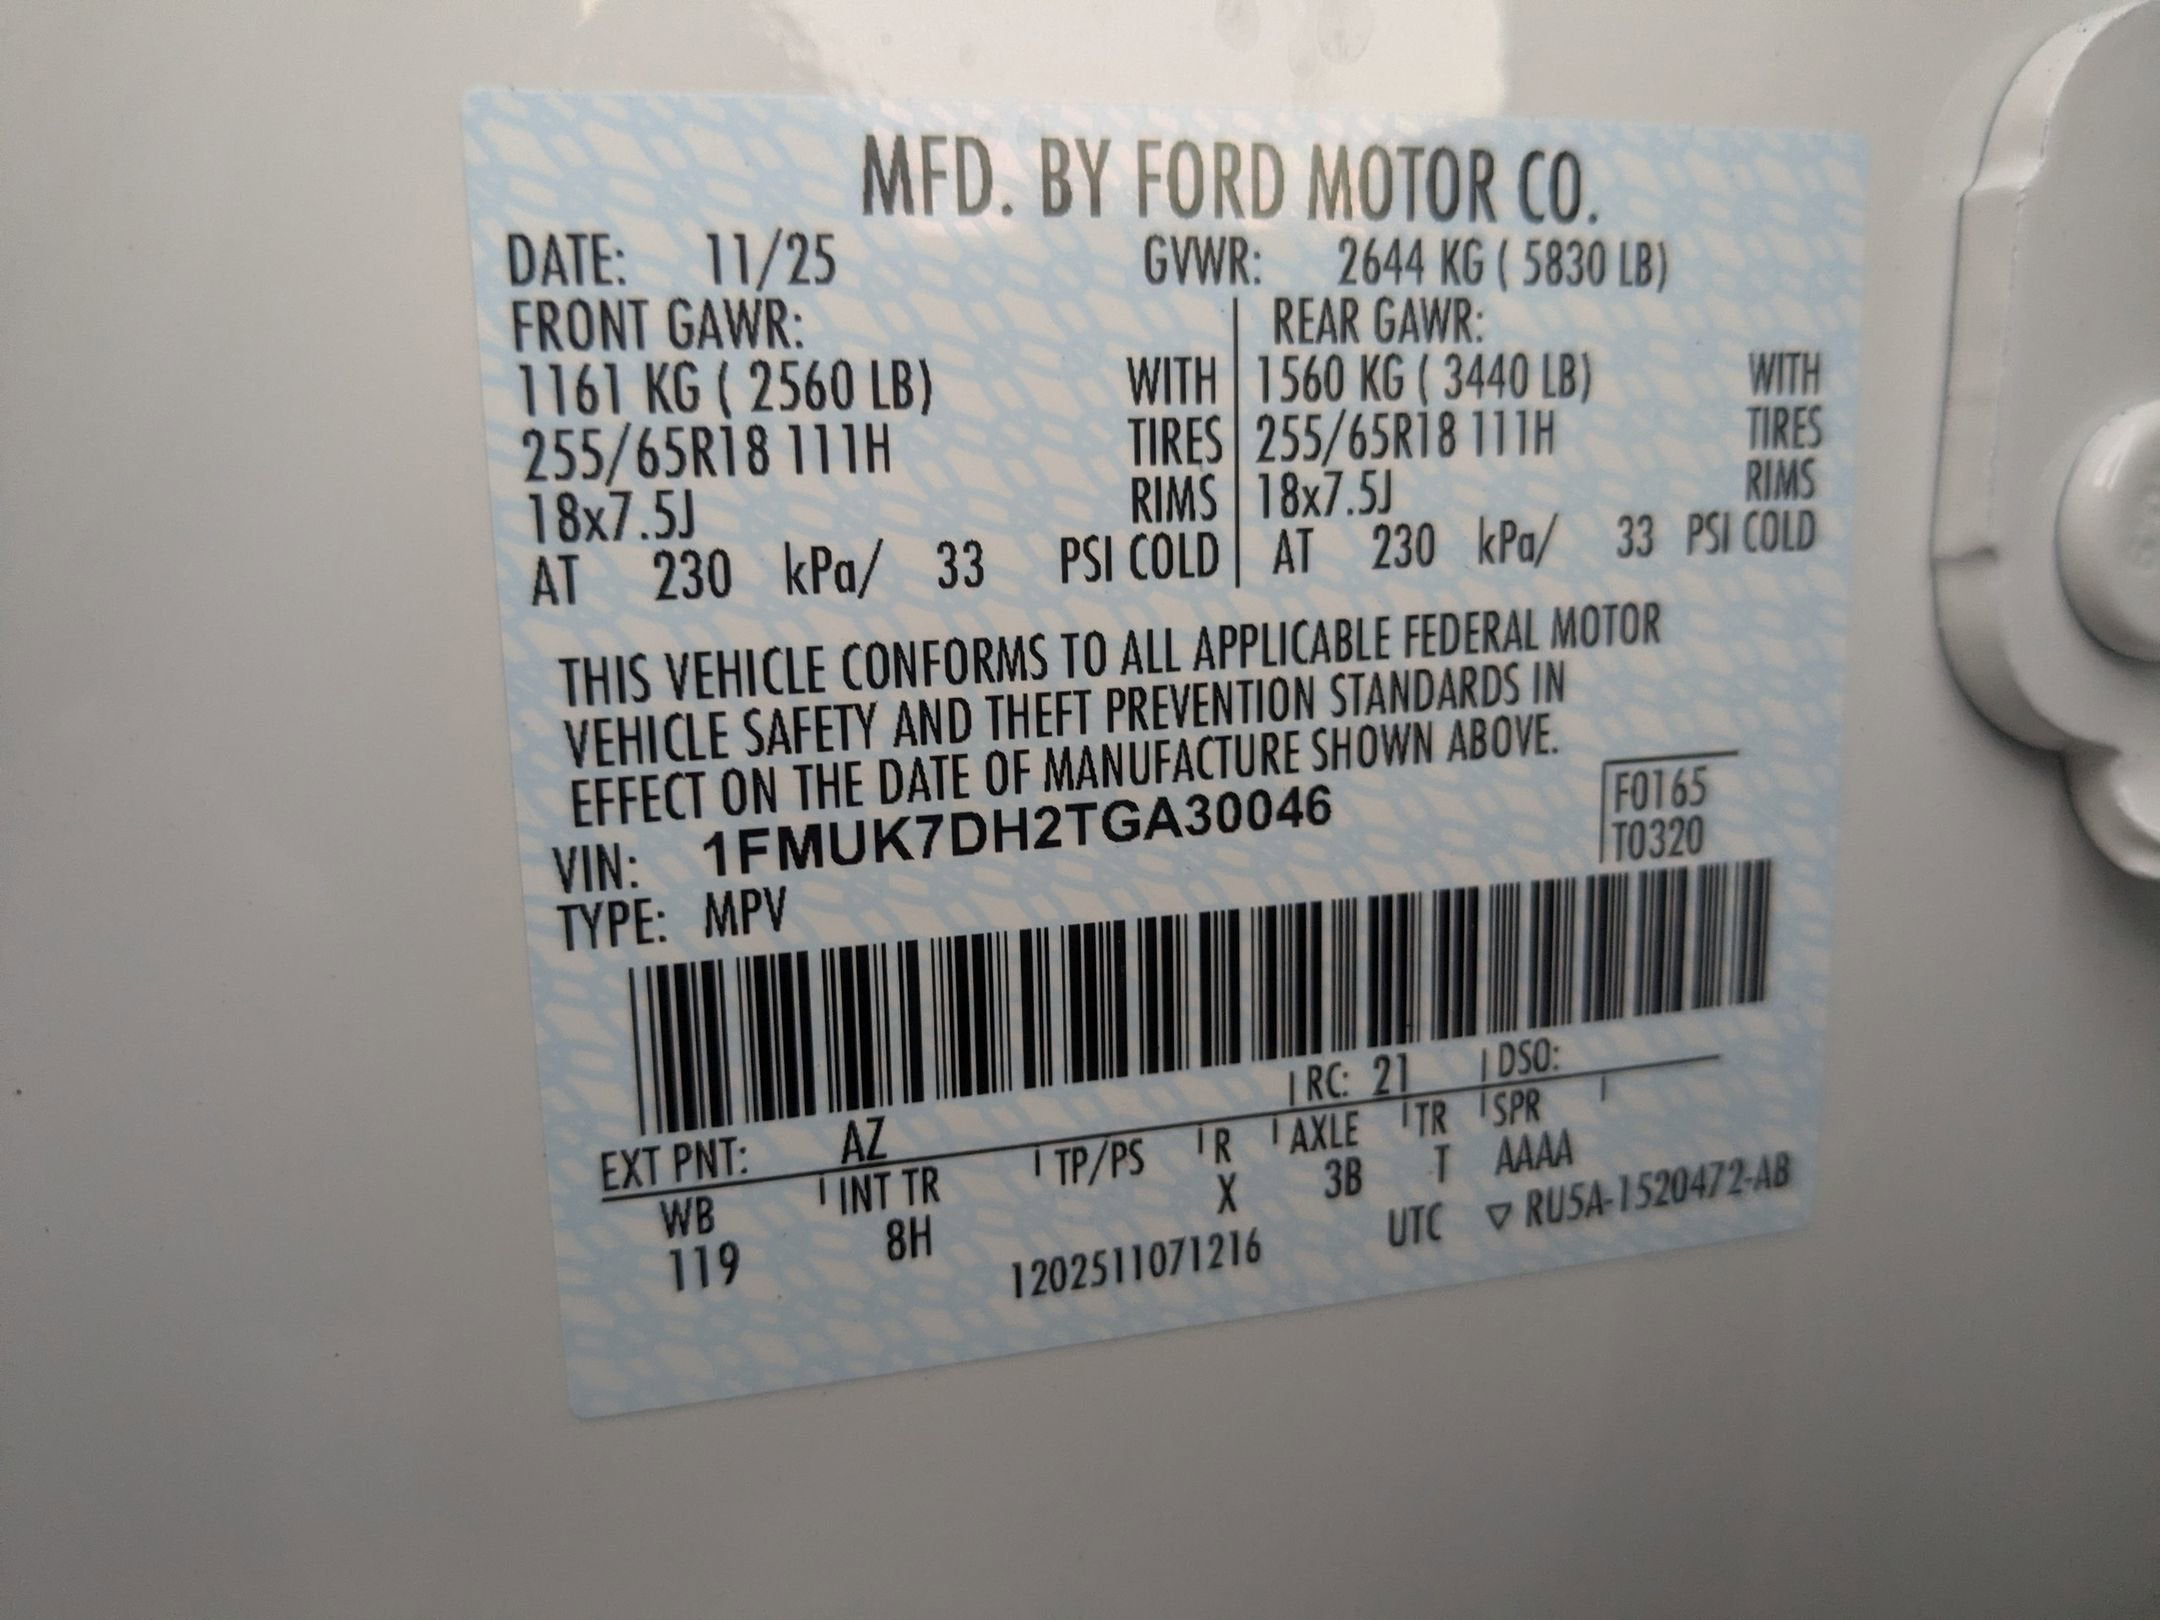 MFD. BY FORD MOTOR CO.
DATE: 11/25 GVWR: 2644 KG ( 5830 LB)
FRONT GAWR: REAR GAWR:
1161 KG ( 2560 LB) WITH 1560 KG ( 3440 LB) WITH
255/65R18 111H TIRES 255/65R18 111H TIRES
18x7.5J RIMS 18x7.5J RIMS
AT 230 kPa/ 33 PSI COLD AT 230 kPa/ 33 PSI COLD
THIS VEHICLE CONFORMS TO ALL APPLICABLE FEDERAL MOTOR
VEHICLE SAFETY AND THEFT PREVENTION STANDARDS IN
EFFECT ON THE DATE OF MANUFACTURE SHOWN ABOVE.
VIN: 1FMUK7DH2TGA30046 F0165
TYPE: MPV T0320
EXT PNT: AZ RC: 21 DSO:
WB INT TR TP/PS R AXLE TR SPR
119 8H X 3B T AAAA
1202511071216 UTC ▽ RU5A-1520472-AB